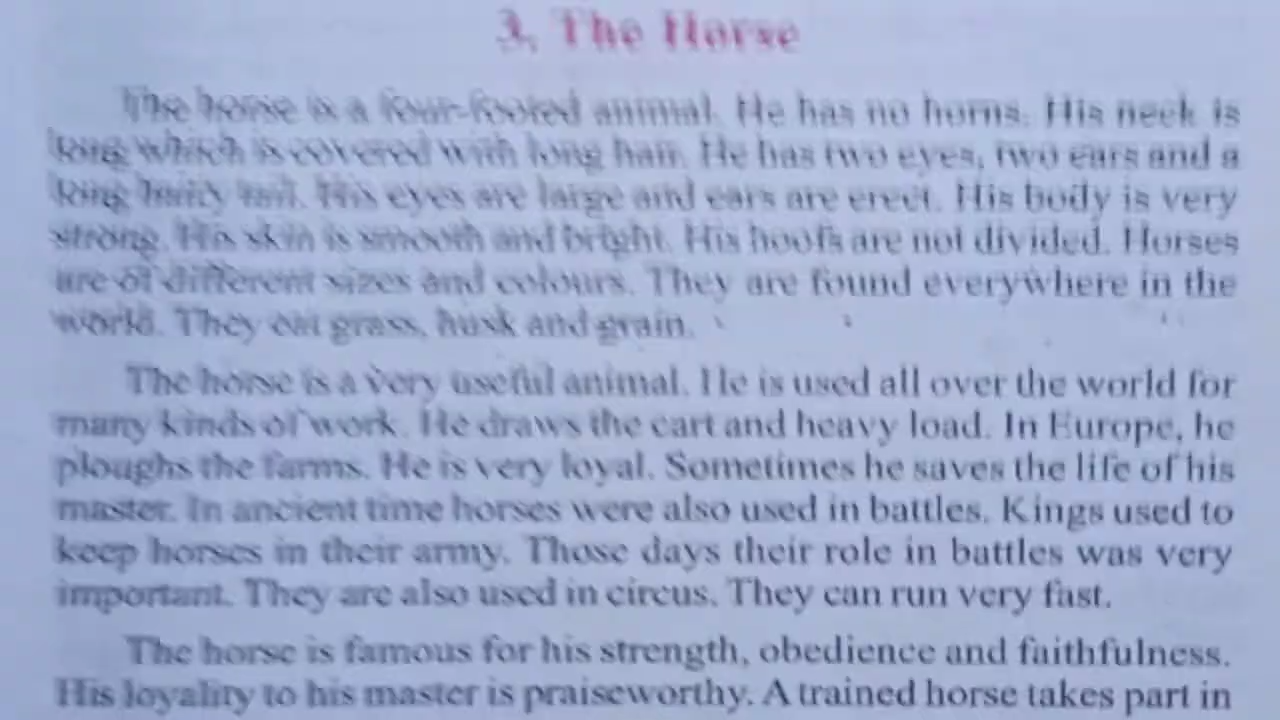 3. The Horse
The horse is a four-footed animal. He has no horns. His neck is
long which is covered with long hair. He has two eyes, two ears and a
long hairy tail. His eyes are large and ears are erect. His body is very
strong. His skin is smooth and bright. His hoofs are not divided. Horses
are of different sizes and colours. They are found everywhere in the
world. They eat grass, husk and grain.
The horse is a very useful animal. He is used all over the world for
many kinds of work. He draws the cart and heavy load. In Europe, he
ploughs the farms. He is very loyal. Sometimes he saves the life of his
master. In ancient time horses were also used in battles. Kings used to
keep horses in their army. Those days their role in battles was very
important. They are also used in circus. They can run very fast.
The horse is famous for his strength, obedience and faithfulness.
His loyality to his master is praiseworthy. A trained horse takes part in